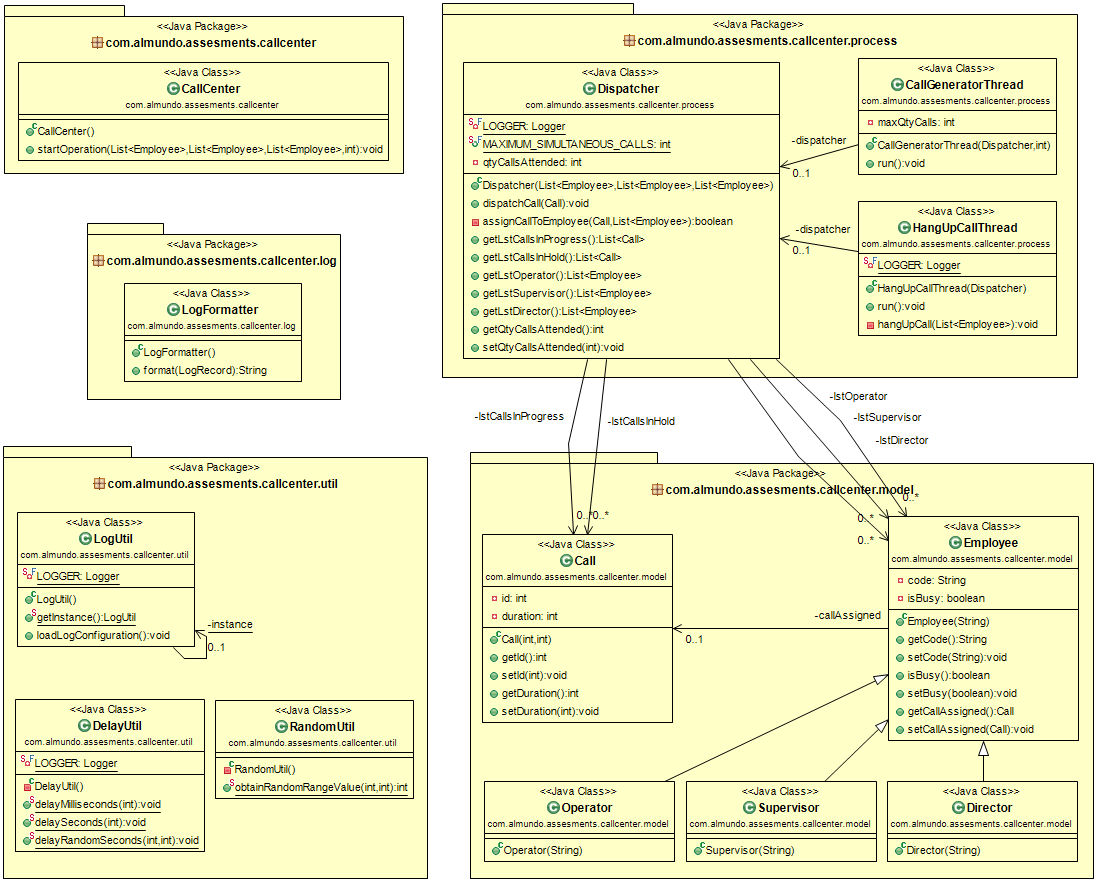 <<Java Package>>
com.almundo.assesments.callcenter
<<Java Class>>
CallCenter
com.almundo.assesments.callcenter
CallCenter()
startOperation(List<Employee>,List<Employee>,List<Employee>,int):void
<<Java Package>>
com.almundo.assesments.callcenter.process
<<Java Class>>
Dispatcher
com.almundo.assesments.callcenter.process
LOGGER: Logger
MAXIMUM_SIMULTANEOUS_CALLS: int
qtyCallsAttended: int
Dispatcher(List<Employee>,List<Employee>,List<Employee>)
dispatchCall(Call):void
assignCallToEmployee(Call,List<Employee>):boolean
getLstCallsInProgress():List<Call>
getLstCallsInHold():List<Call>
getLstOperator():List<Employee>
getLstSupervisor():List<Employee>
getLstDirector():List<Employee>
getQtyCallsAttended():int
setQtyCallsAttended(int):void
<<Java Class>>
CallGeneratorThread
com.almundo.assesments.callcenter.process
maxQtyCalls: int
CallGeneratorThread(Dispatcher,int)
run():void
-dispatcher
0..1
<<Java Class>>
HangUpCallThread
com.almundo.assesments.callcenter.process
LOGGER: Logger
HangUpCallThread(Dispatcher)
run():void
hangUpCall(List<Employee>):void
-dispatcher
0..1
<<Java Package>>
com.almundo.assesments.callcenter.log
<<Java Class>>
LogFormatter
com.almundo.assesments.callcenter.log
LogFormatter()
format(LogRecord):String
-lstCallsInProgress
-lstCallsInHold
-lstOperator
-lstSupervisor
-lstDirector
<<Java Package>>
com.almundo.assesments.callcenter.util
<<Java Class>>
LogUtil
com.almundo.assesments.callcenter.util
LOGGER: Logger
LogUtil()
getInstance():LogUtil
loadLogConfiguration():void
-instance
0..1
<<Java Class>>
DelayUtil
com.almundo.assesments.callcenter.util
LOGGER: Logger
DelayUtil()
delayMilliseconds(int):void
delaySeconds(int):void
delayRandomSeconds(int,int):void
<<Java Class>>
RandomUtil
com.almundo.assesments.callcenter.util
RandomUtil()
obtainRandomRangeValue(int,int):int
<<Java Package>>
com.almundo.assesments.callcenter.model
0..*
0..*
0..*
0..*
0..*
<<Java Class>>
Call
com.almundo.assesments.callcenter.model
id: int
duration: int
Call(int,int)
getId():int
setId(int):void
getDuration():int
setDuration(int):void
-callAssigned
0..1
<<Java Class>>
Employee
com.almundo.assesments.callcenter.model
code: String
isBusy: boolean
Employee(String)
getCode():String
setCode(String):void
isBusy():boolean
setBusy(boolean):void
getCallAssigned():Call
setCallAssigned(Call):void
<<Java Class>>
Operator
com.almundo.assesments.callcenter.model
Operator(String)
<<Java Class>>
Supervisor
com.almundo.assesments.callcenter.model
Supervisor(String)
<<Java Class>>
Director
com.almundo.assesments.callcenter.model
Director(String)